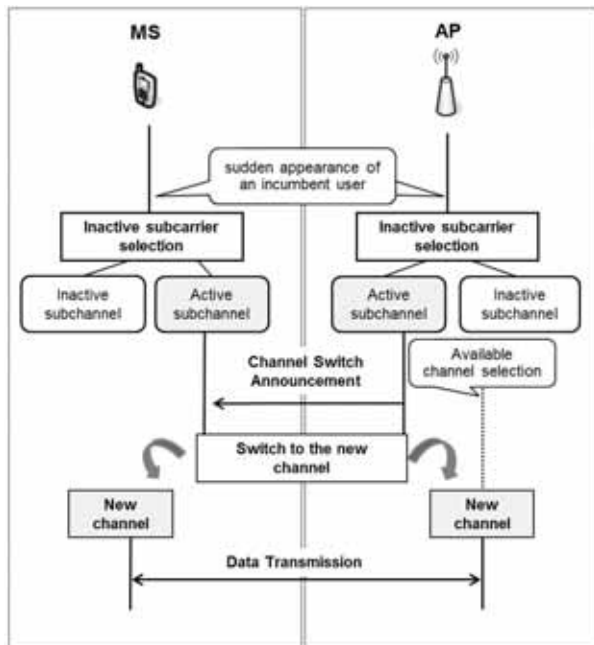 MS
AP
sudden appearance of
an incumbent user
Inactive subcarrier
selection
Inactive subcarrier
selection
Inactive
subchannel
Active
subchannel
Active
subchannel
Inactive
subchannel
Channel Switch
Announcement
Available
channel selection
Switch to the new
channel
New
channel
New
channel
Data Transmission